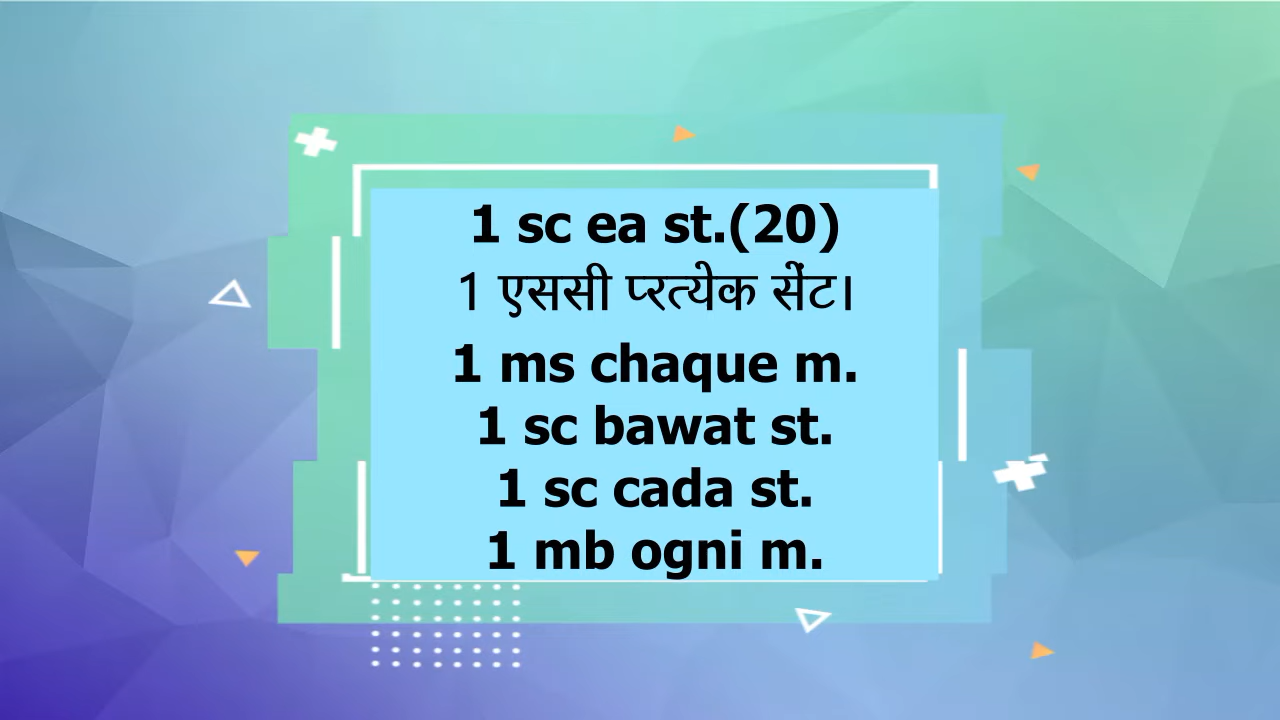 1 sc ea st.(20)
1 एससी प्रत्येक सेंट।
1 ms chaque m.
1 sc bawat st.
1 sc cada st.
1 mb ogni m.